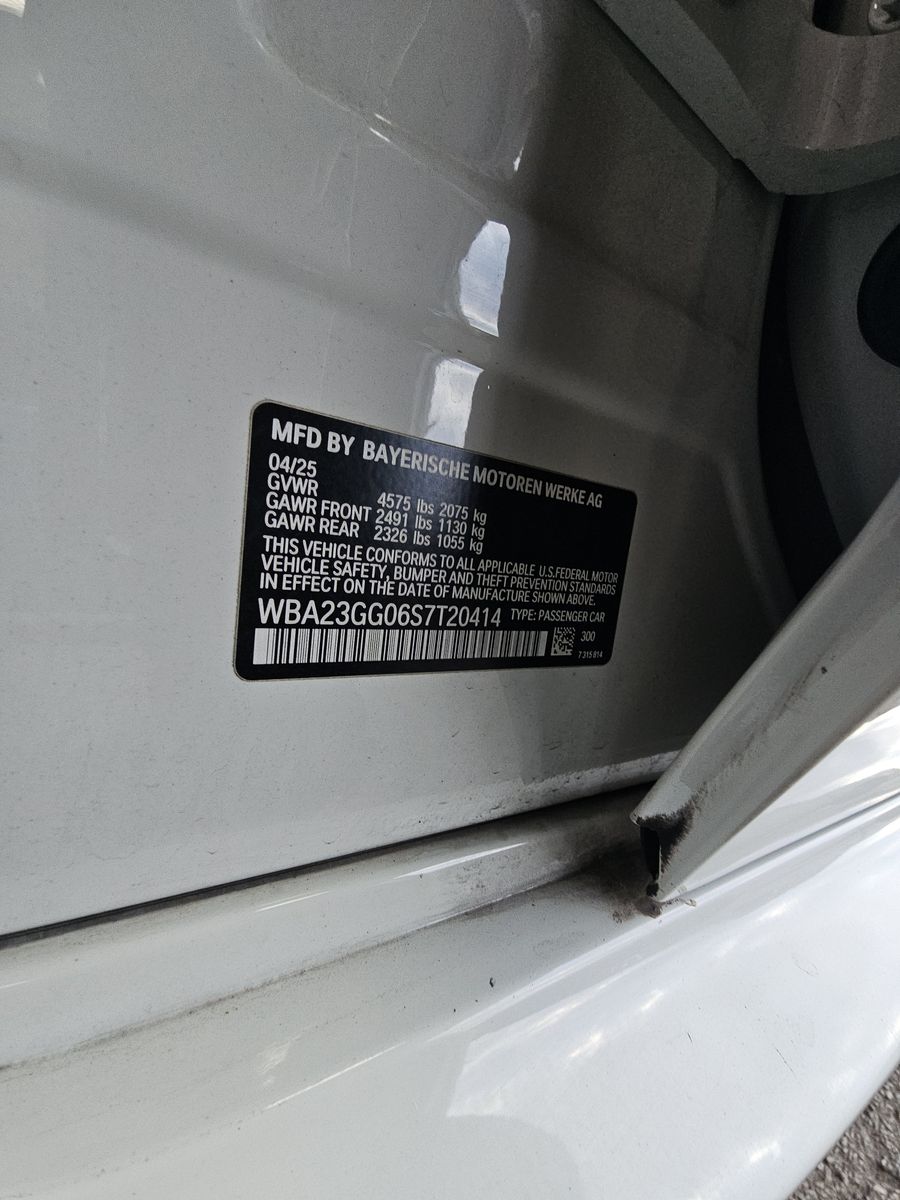 MFD BY BAYERISCHE MOTOREN WERKE AG
04/25
GVWR 4575 lbs 2075 kg
GAWR FRONT 2491 lbs 1130 kg
GAWR REAR 2326 lbs 1055 kg
THIS VEHICLE CONFORMS TO ALL APPLICABLE U.S.FEDERAL MOTOR
VEHICLE SAFETY, BUMPER AND THEFT PREVENTION STANDARDS
IN EFFECT ON THE DATE OF MANUFACTURE SHOWN ABOVE.
WBA23GG06S7T20414 TYPE: PASSENGER CAR
300
7 315 814